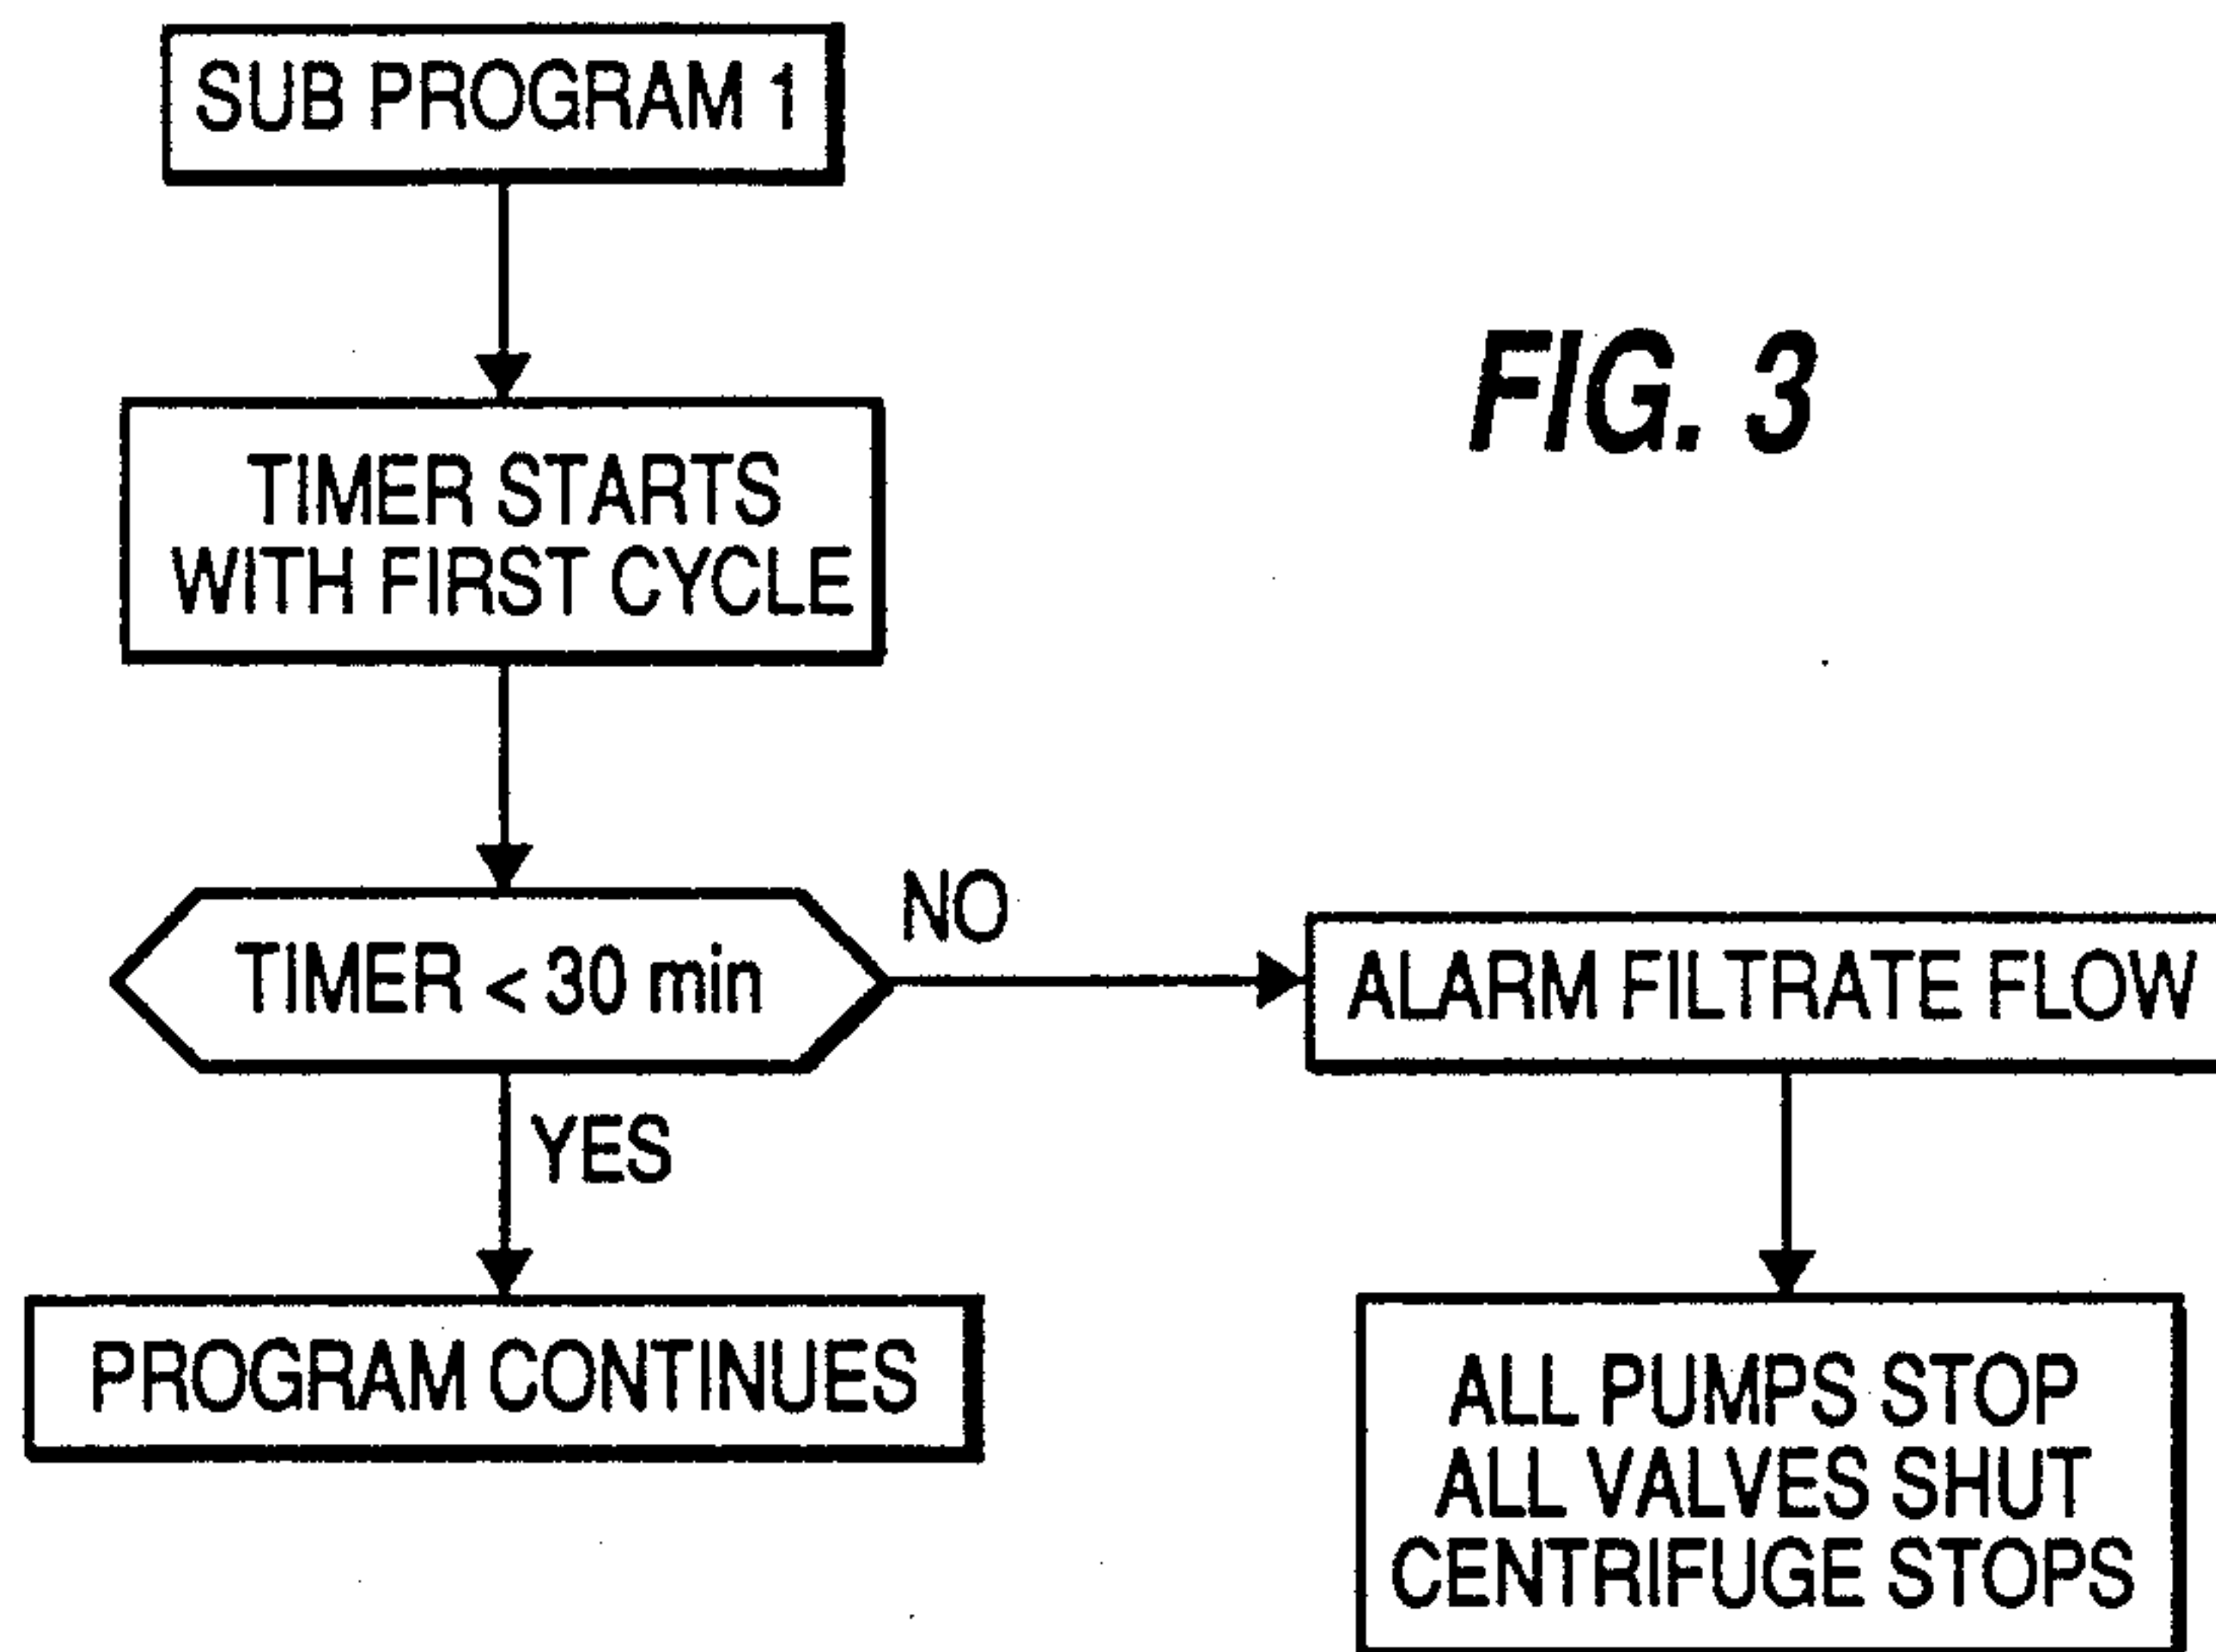 SUB PROGRAM 1
FIG. 3
TIMER STARTS
WITH FIRST CYCLE
NO
TIMER < 30 min
ALARM FILTRATE FLOW
YES
PROGRAM CONTINUES
ALL PUMPS STOP
ALL VALVES SHUT
CENTRIFUGE STOPS